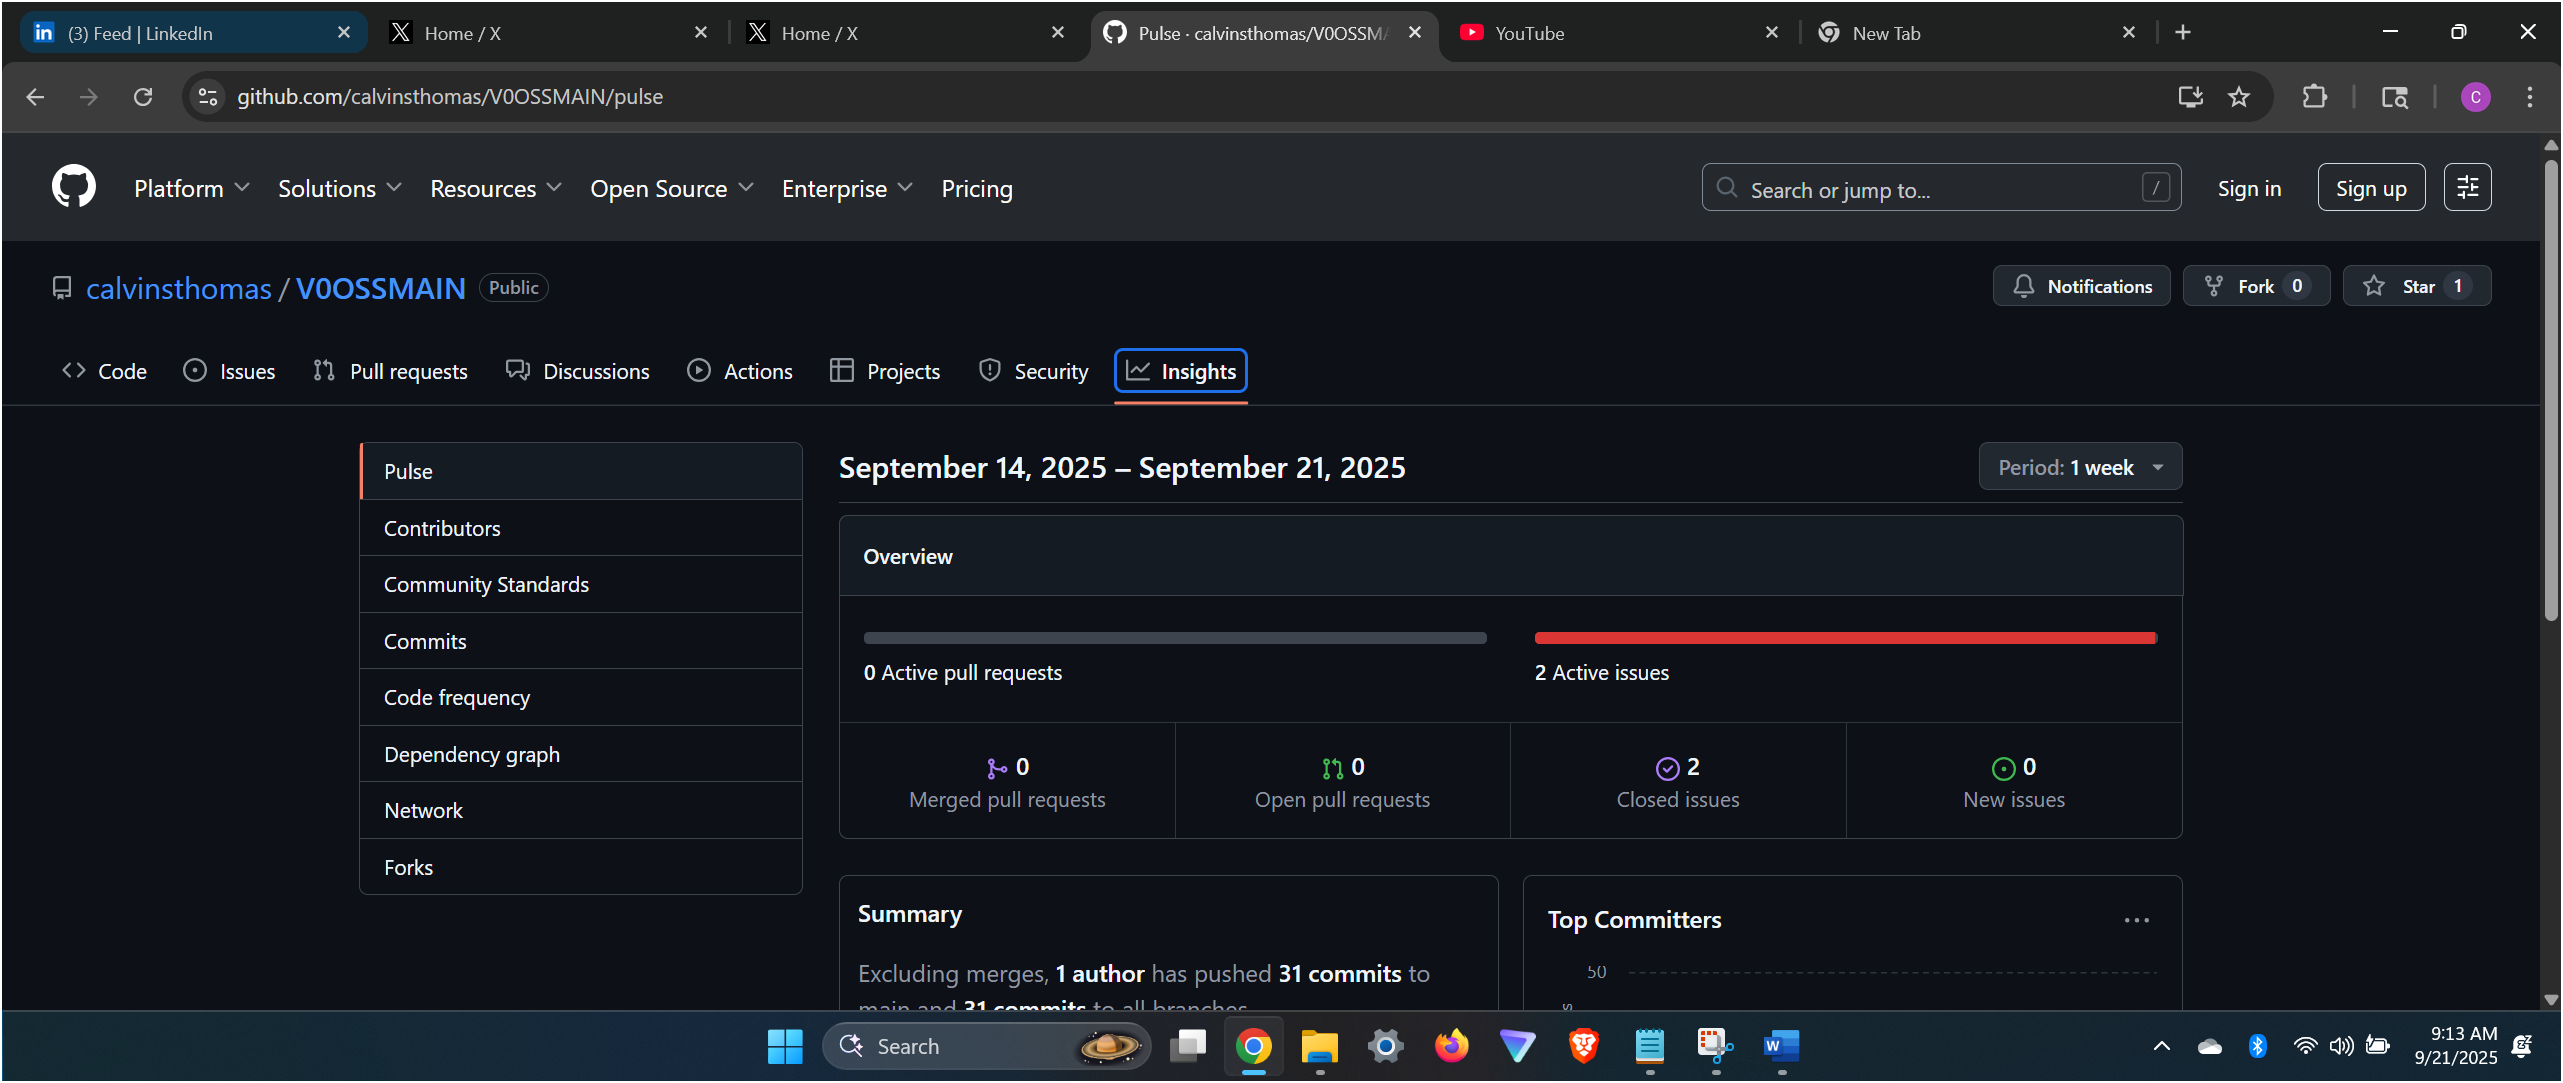 (3) Feed | LinkedIn
Home / X
Home / X
Pulse · calvinsthomas/V0OSSMA
YouTube
New Tab
github.com/calvinsthomas/V0OSSMAIN/pulse
C
Platform
Solutions
Resources
Open Source
Enterprise
Pricing
Search or jump to...
/
Sign in
Sign up
calvinsthomas / V0OSSMAIN
Public
Notifications
Fork 0
Star 1
Code
Issues
Pull requests
Discussions
Actions
Projects
Security
Insights
Pulse
Contributors
Community Standards
Commits
Code frequency
Dependency graph
Network
Forks
September 14, 2025 – September 21, 2025
Period: 1 week
Overview
0 Active pull requests
2 Active issues
0
Merged pull requests
0
Open pull requests
2
Closed issues
0
New issues
Summary
Excluding merges, 1 author has pushed 31 commits to
main and 31 commits to all branches.
Top Committers
50
Search
9:13 AM
9/21/2025